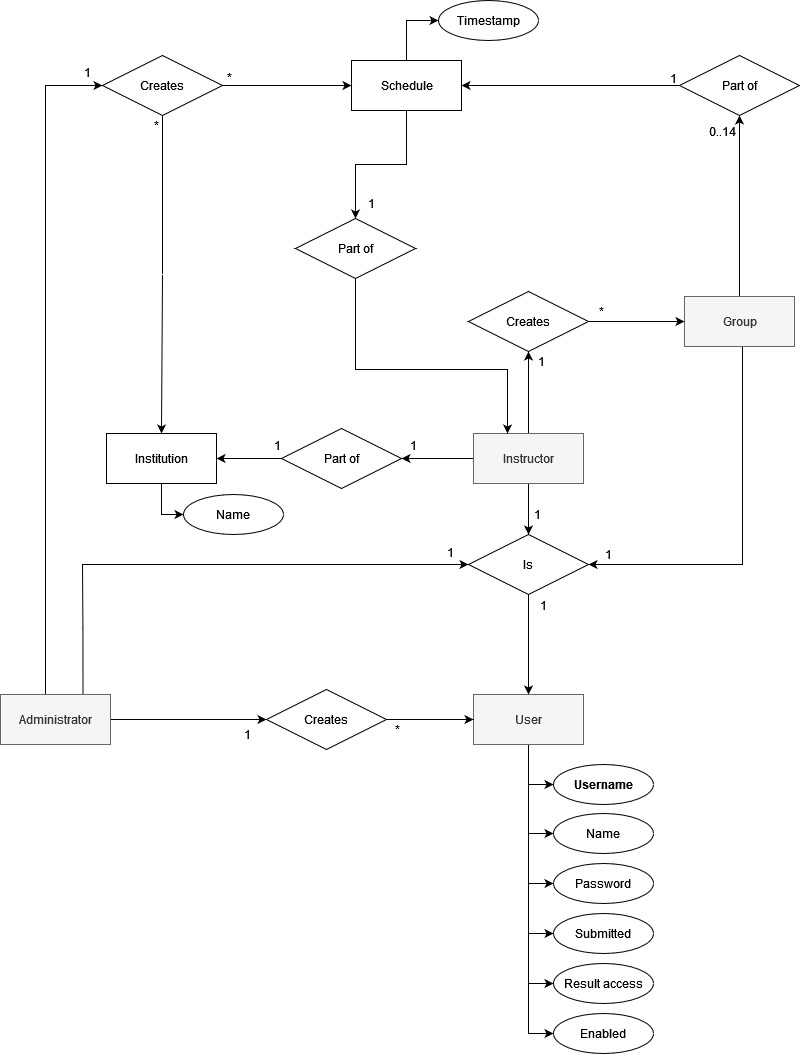 Timestamp
1
Creates
*
Schedule
1
Part of
*
0..14
1
Part of
Creates
*
Group
1
Institution
1
Part of
1
Instructor
Name
1
1
Is
1
1
Administrator
1
Creates
*
User
Username
Name
Password
Submitted
Result access
Enabled